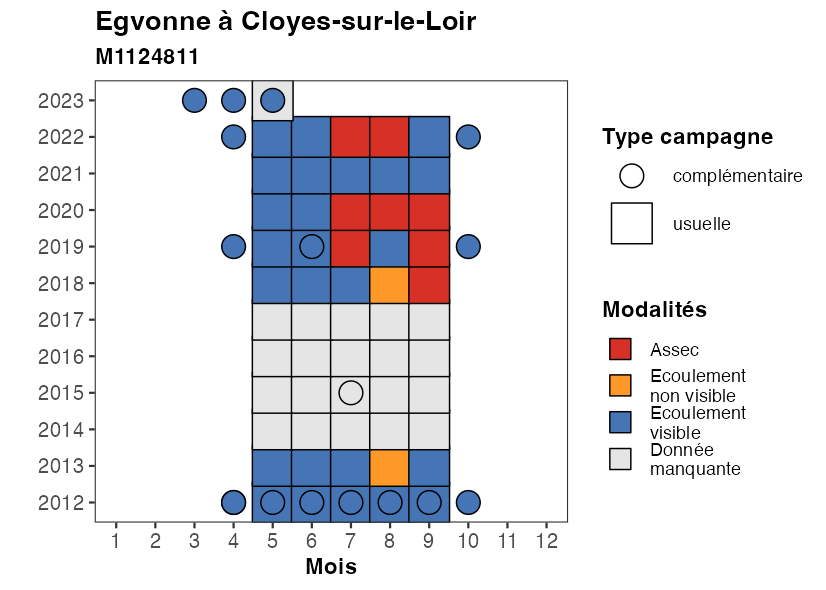 Egvonne à Cloyes-sur-le-Loir
M1124811
2023
2022
2021
2020
2019
2018
2017
2016
2015
2014
2013
2012
1 2 3 4 5 6 7 8 9 10 11 12
Mois
Type campagne
complémentaire
usuelle
Modalités
Assec
Ecoulement
non visible
Ecoulement
visible
Donnée
manquante